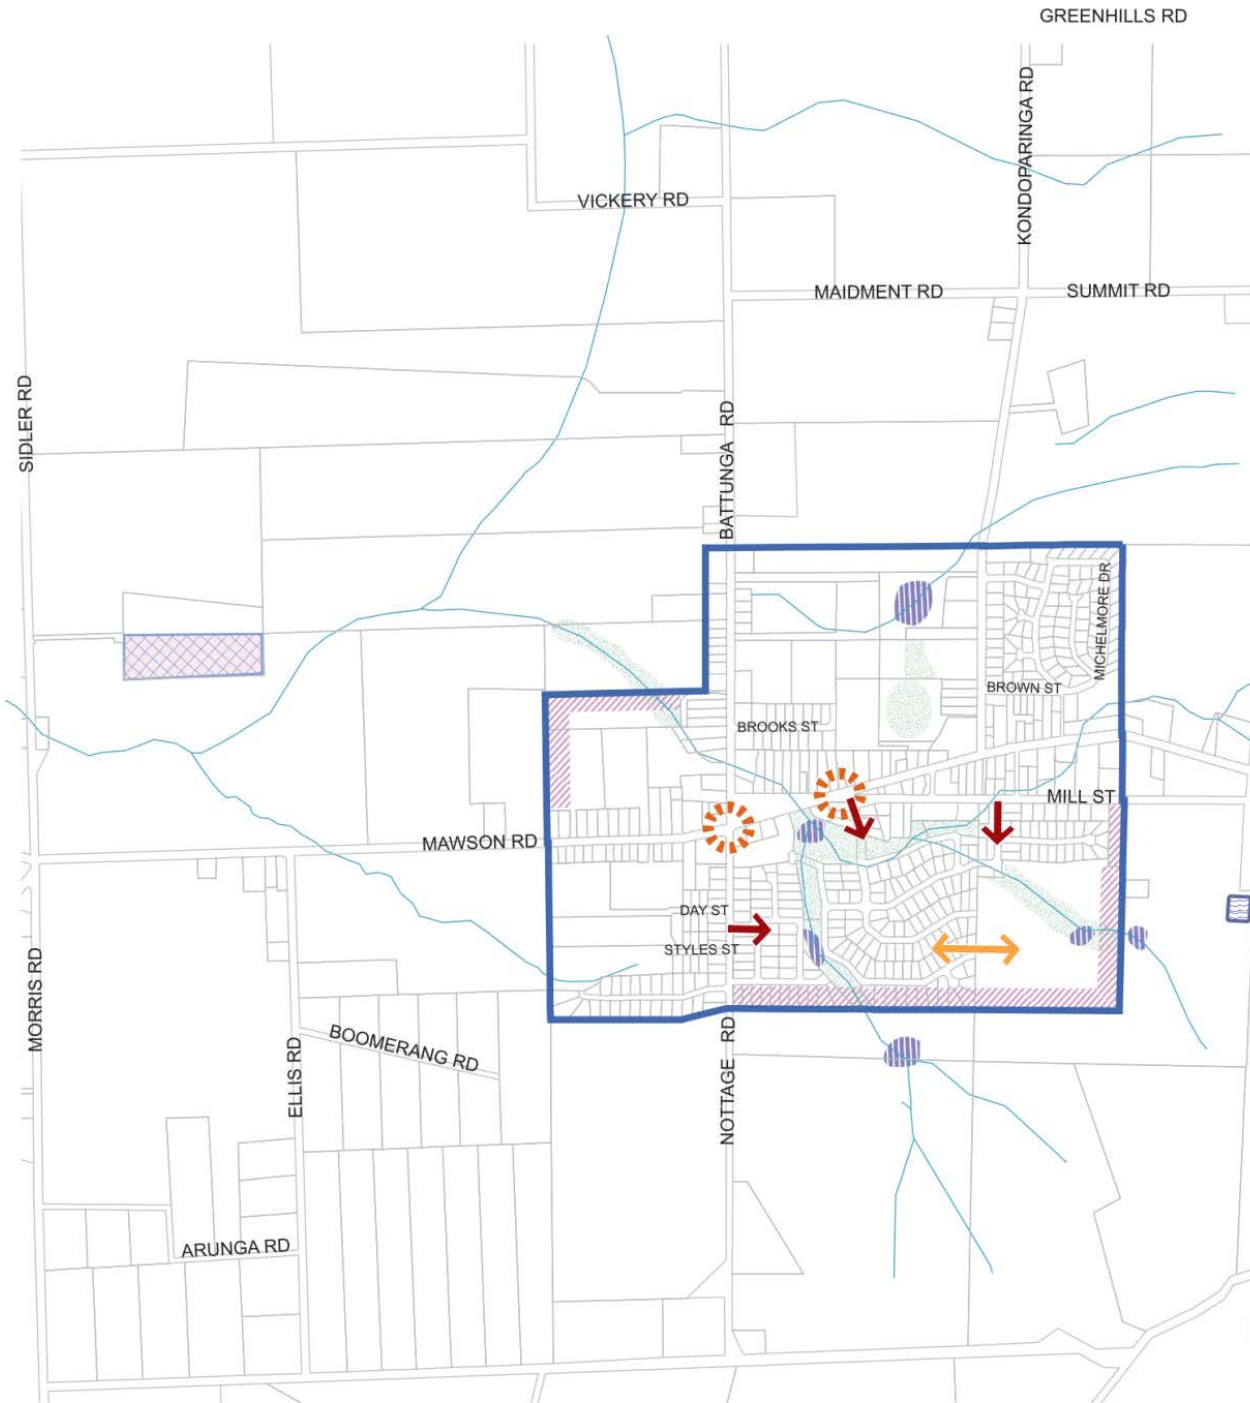 GREENHILLS RD
KONDOPARINGA RD
VICKERY RD
MAIDMENT RD
SUMMIT RD
SIDLER RD
BATTUNGA RD
MICHELMORE DR
BROWN ST
BROOKS ST
MILL ST
MAWSON RD
DAY ST
STYLES ST
MORRIS RD
BOOMERANG RD
ELLIS RD
NOTTAGE RD
ARUNGA RD